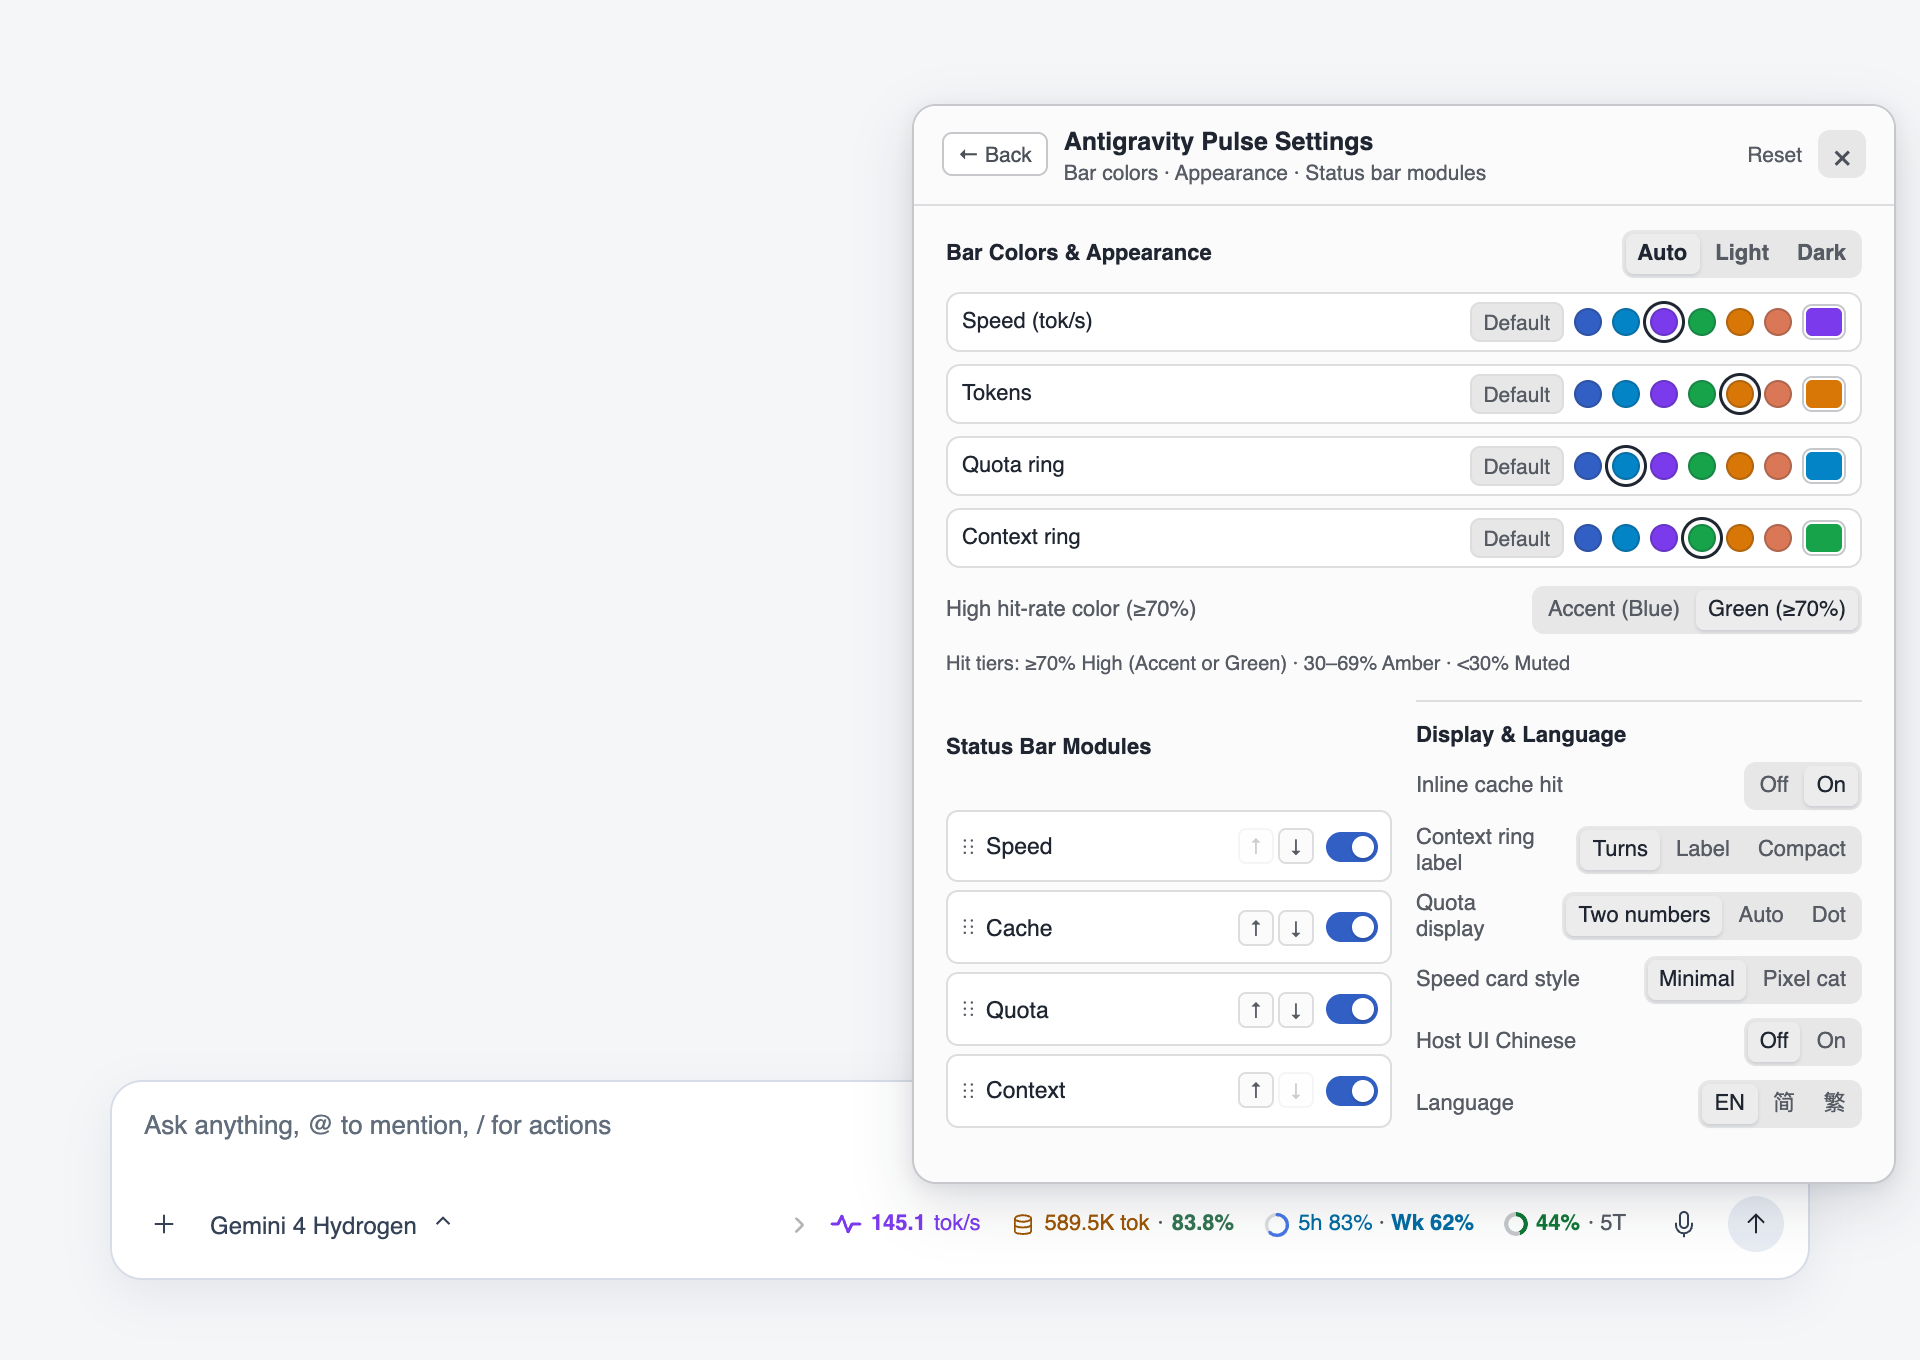 ← Back
Antigravity Pulse Settings
Bar colors · Appearance · Status bar modules
Reset
×
Bar Colors & Appearance
Auto Light Dark
Speed (tok/s) Default
Tokens Default
Quota ring Default
Context ring Default
High hit-rate color (≥70%) Accent (Blue) Green (≥70%)
Hit tiers: ≥70% High (Accent or Green) · 30–69% Amber · <30% Muted
Status Bar Modules
Speed ↑ ↓
Cache ↑ ↓
Quota ↑ ↓
Context ↑ ↓
Display & Language
Inline cache hit Off On
Context ring
label
Turns Label Compact
Quota
display
Two numbers Auto Dot
Speed card style Minimal Pixel cat
Host UI Chinese Off On
Language EN 简 繁
Ask anything, @ to mention, / for actions
Gemini 4 Hydrogen
145.1 tok/s 589.5K tok · 83.8% 5h 83% · Wk 62% 44% · 5T